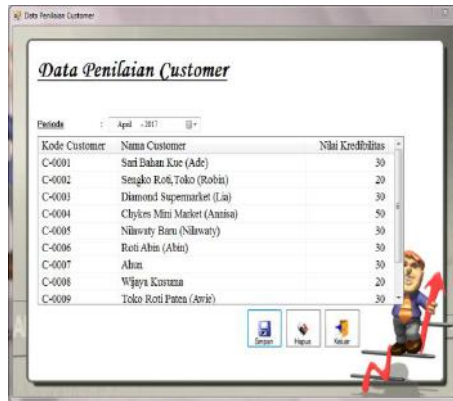 Data Penilaian Customer
Data Penilaian Customer
Periode : April - 2017
Kode Customer Nama Customer Nilai Kredibilitas
C-0001 Sari Bahan Kue (Ade) 30
C-0002 Sengko Roti, Toko (Robin) 20
C-0003 Diamond Supermarket (Lia) 30
C-0004 Chykes Mini Market (Annisa) 50
C-0005 Nilawaty Baru (Nilawaty) 30
C-0006 Roti Abin (Abin) 30
C-0007 Ahun 30
C-0008 Wijaya Kusuma 20
C-0009 Toko Roti Paten (Awie) 30
Simpan Hapus Keluar